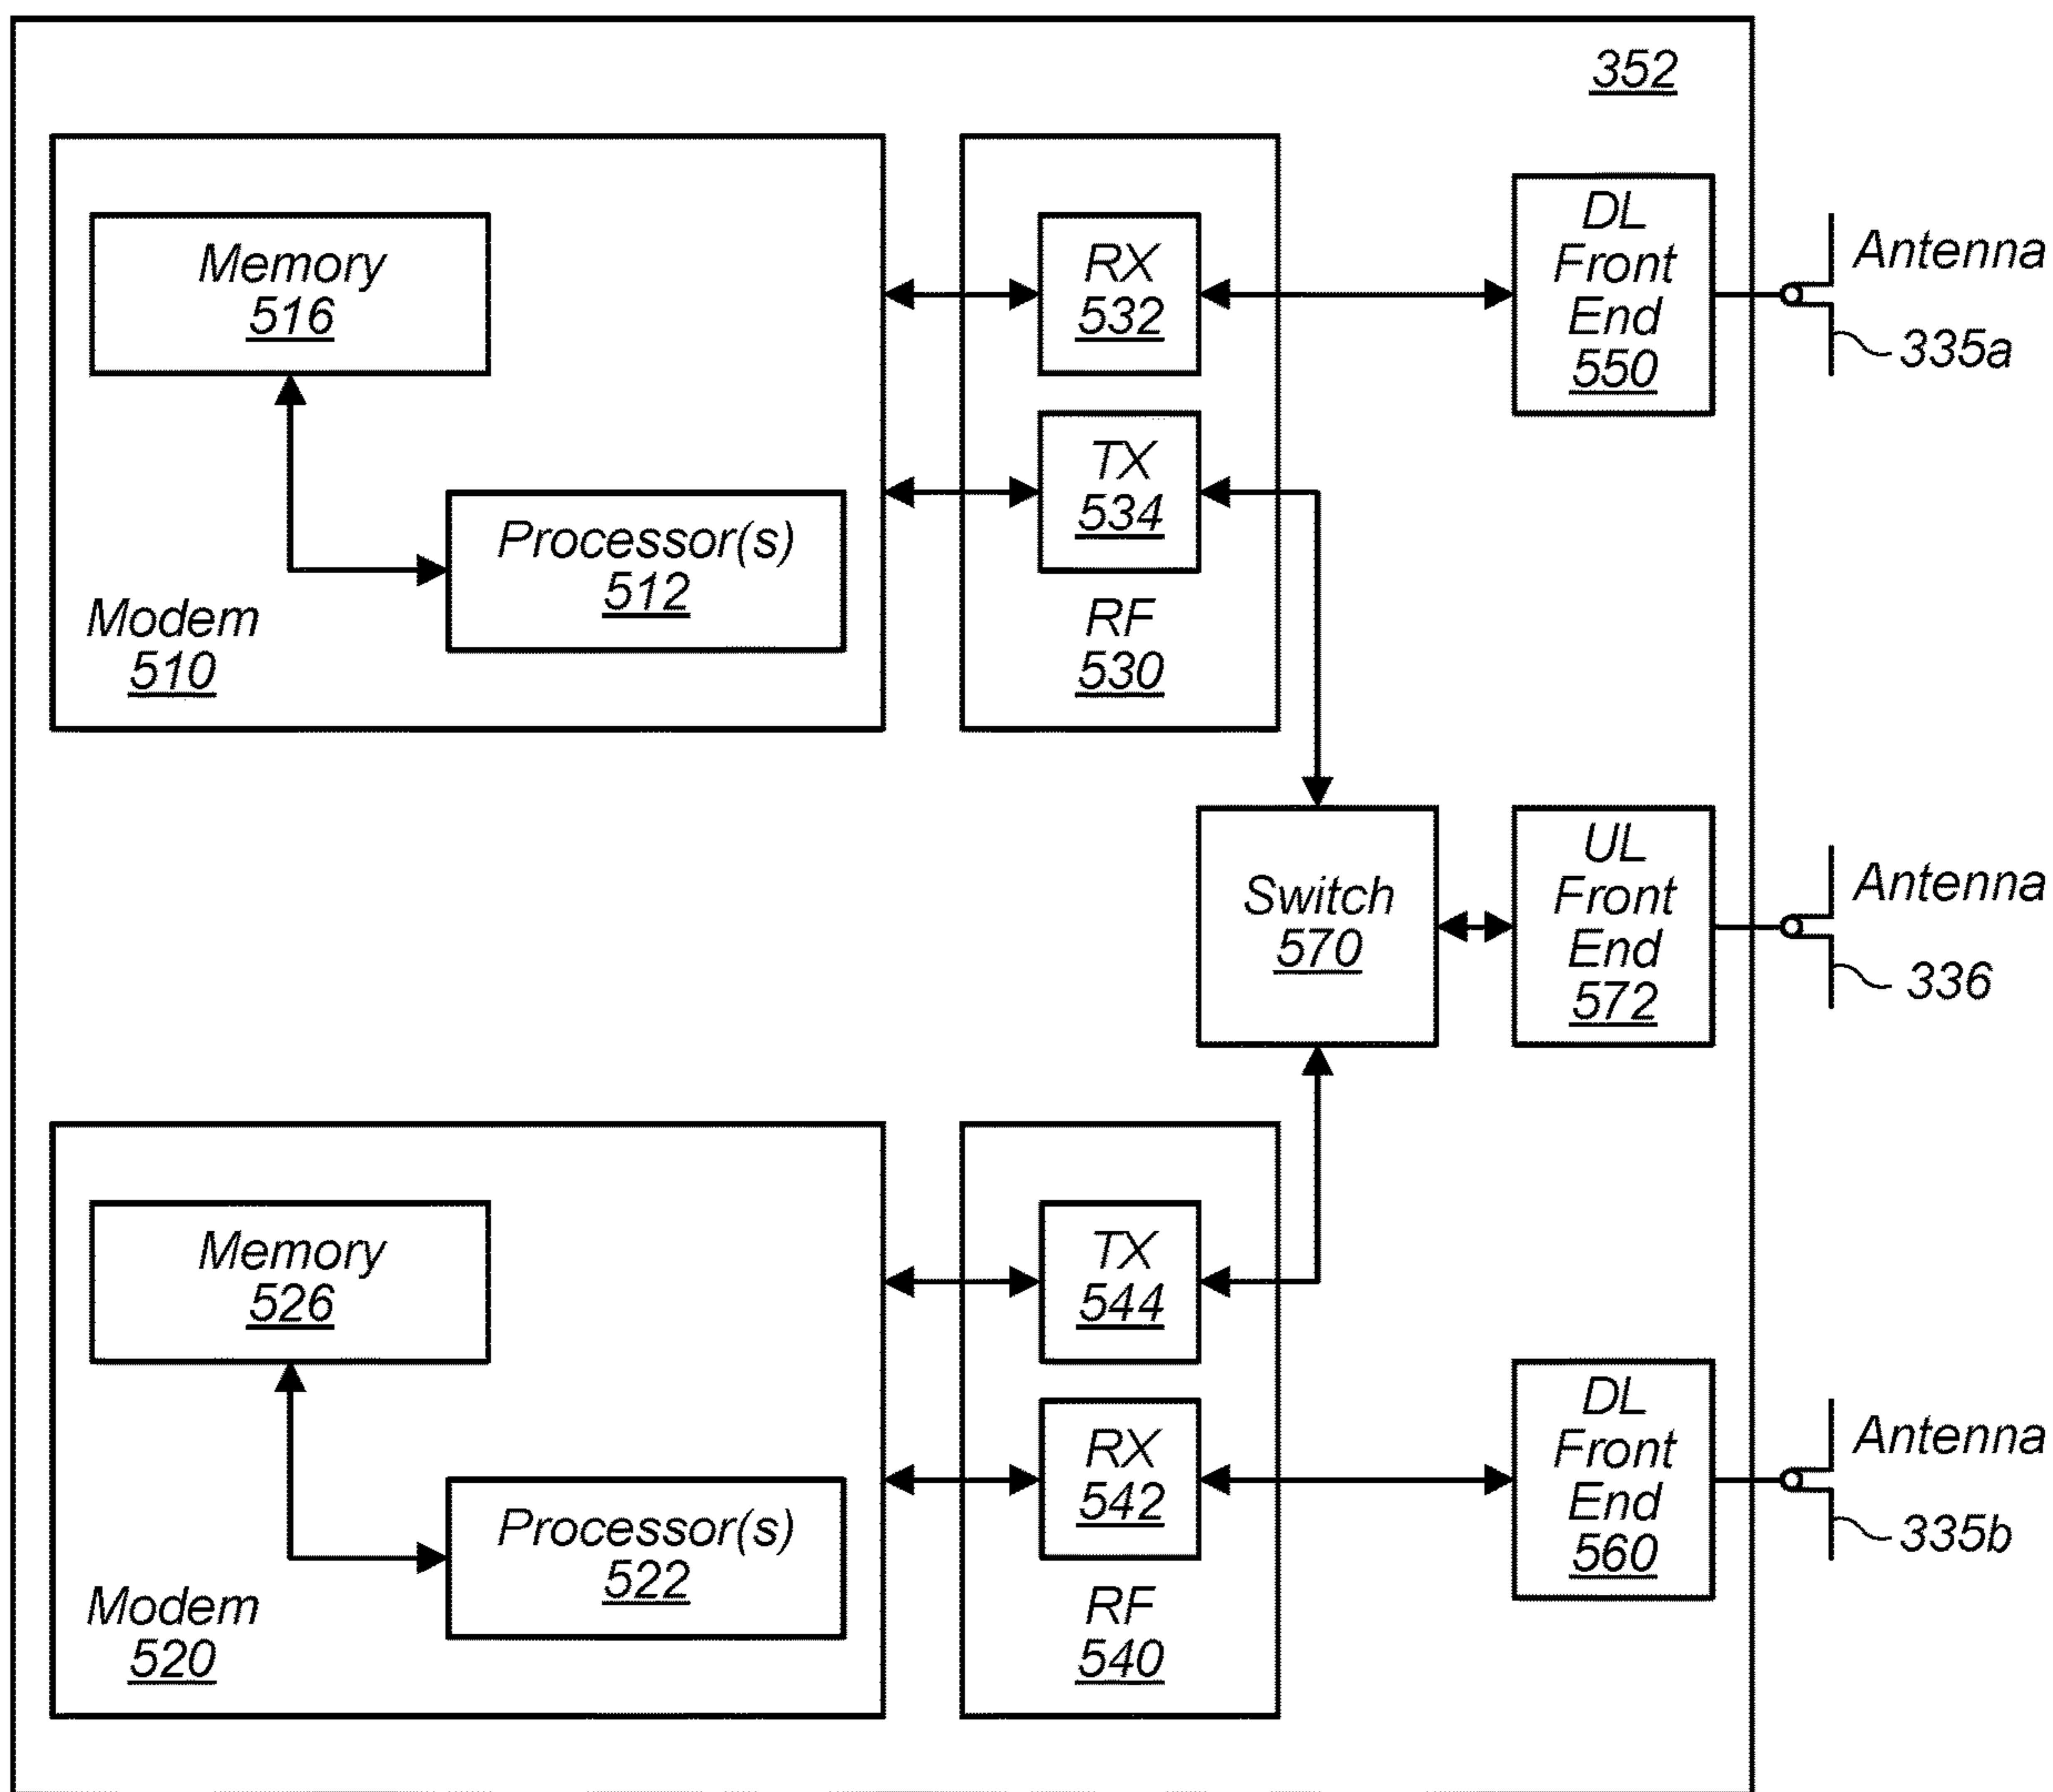 352
Memory
516
Processor(s)
512
Modem
510
RX
532
TX
534
RF
530
DL
Front
End
550
Antenna
335a
Switch
570
UL
Front
End
572
Antenna
336
Memory
526
Processor(s)
522
Modem
520
TX
544
RX
542
RF
540
DL
Front
End
560
Antenna
335b